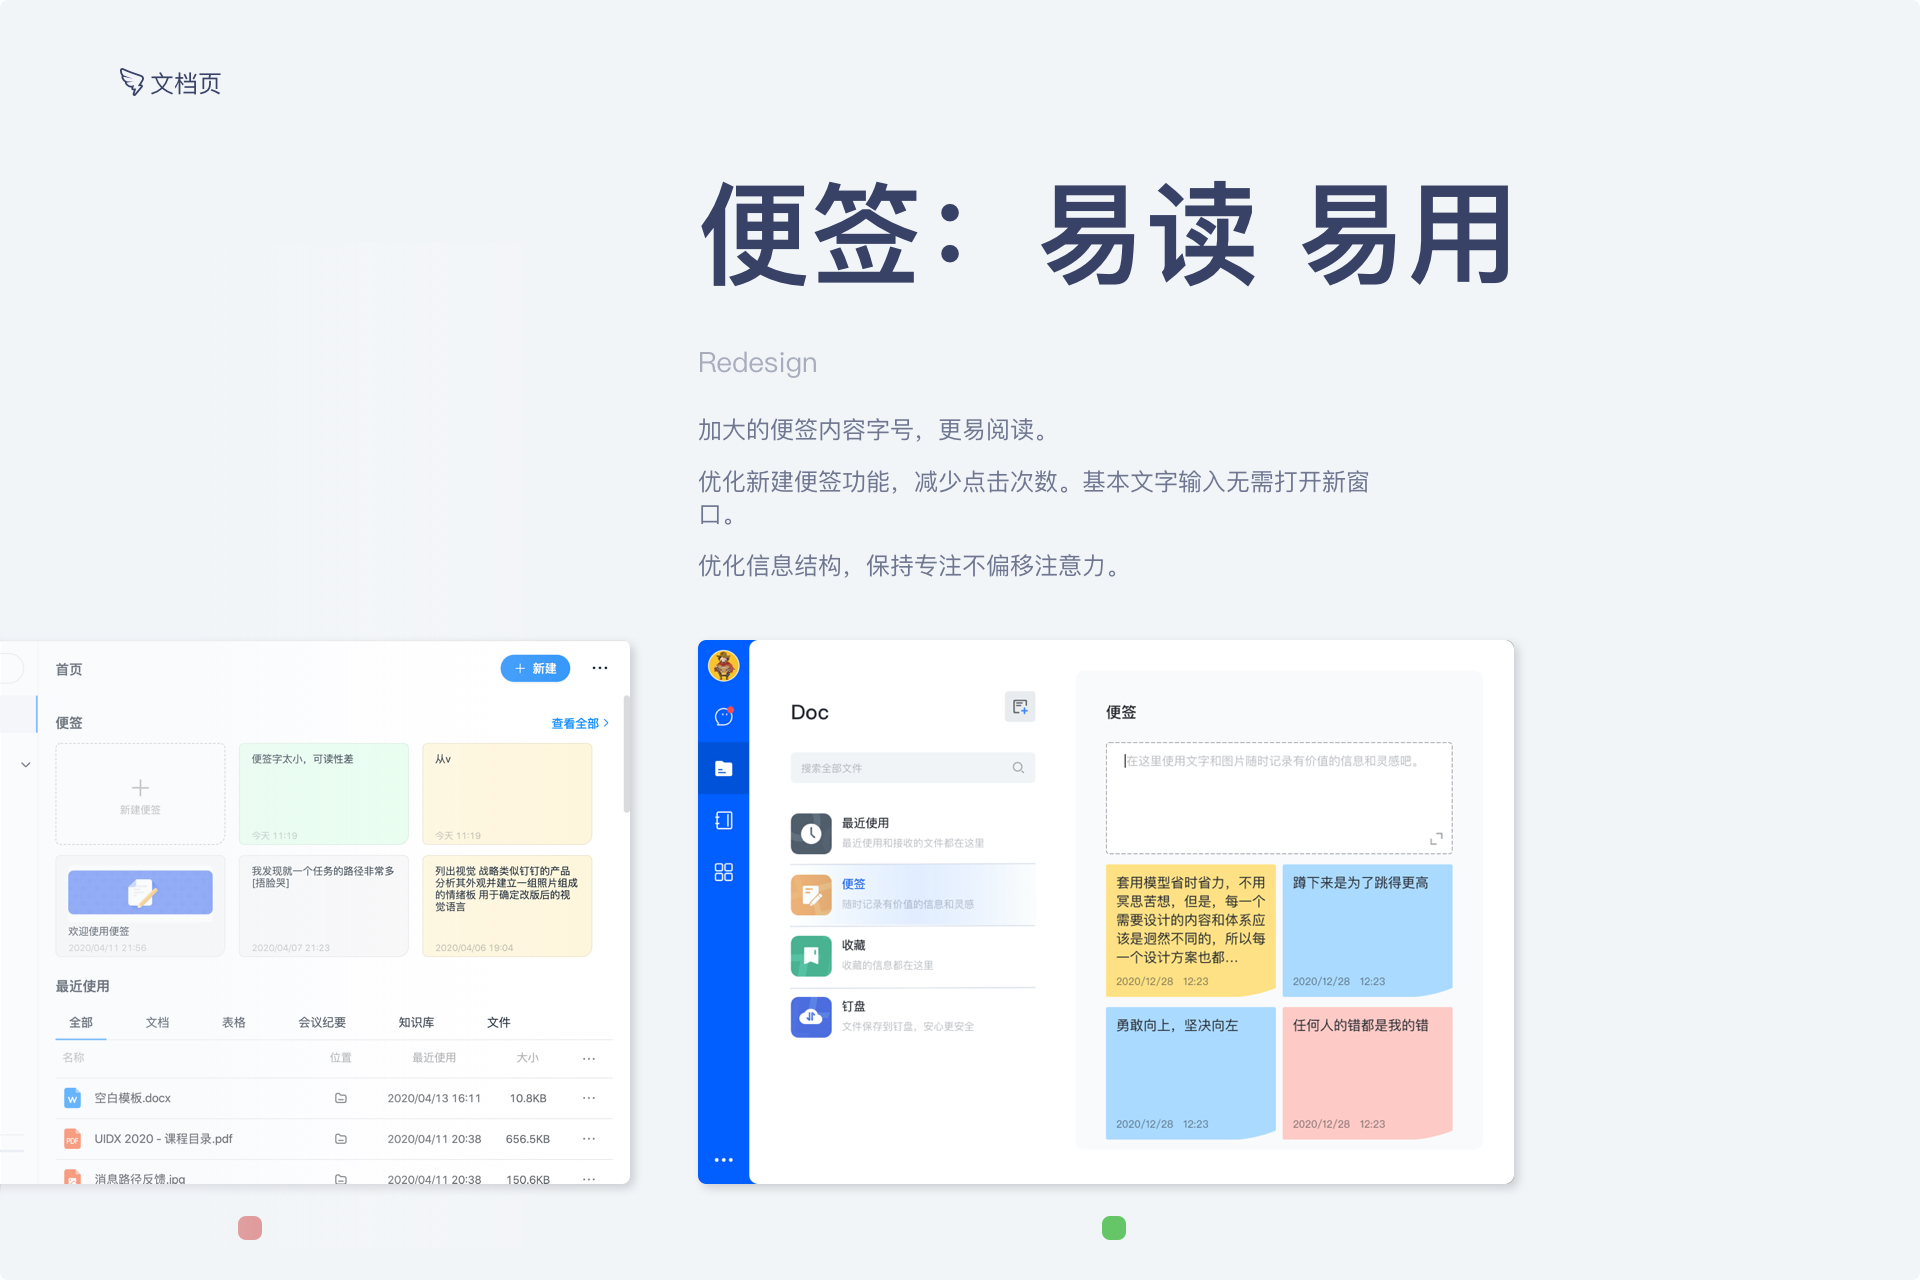 文档页
便签：易读 易用
Redesign
加大的便签内容字号，更易阅读。
优化新建便签功能，减少点击次数。基本文字输入无需打开新窗
口。
优化信息结构，保持专注不偏移注意力。
首页
＋ 新建
便签
查看全部
新建便签
便签字太小，可读性差
今天 11:19
从v
今天 11:19
欢迎使用便签
2020/04/11 21:56
我发现就一个任务的路径非常多
[捂脸哭]
2020/04/07 21:23
列出视觉 战略类似钉钉的产品
分析其外观并建立一组照片组成
的情绪板 用于确定改版后的视
觉语言
2020/04/06 19:04
最近使用
全部 文档 表格 会议纪要 知识库 文件
名称 位置 最近使用 大小
空白模板.docx 2020/04/13 16:11 10.8KB
UIDX 2020 - 课程目录.pdf 2020/04/11 20:38 656.5KB
消息路径反馈.jpg 2020/04/11 20:38 150.6KB
Doc
搜索全部文件
最近使用
最近使用和接收的文件都在这里
便签
随时记录有价值的信息和灵感
收藏
收藏的信息都在这里
钉盘
文件保存到钉盘，安心更安全
便签
在这里使用文字和图片随时记录有价值的信息和灵感吧。
套用模型省时省力，不用
冥思苦想，但是，每一个
需要设计的内容和体系应
该是迥然不同的，所以每
一个设计方案也都...
2020/12/28 12:23
蹲下来是为了跳得更高
2020/12/28 12:23
勇敢向上，坚决向左
2020/12/28 12:23
任何人的错都是我的错
2020/12/28 12:23